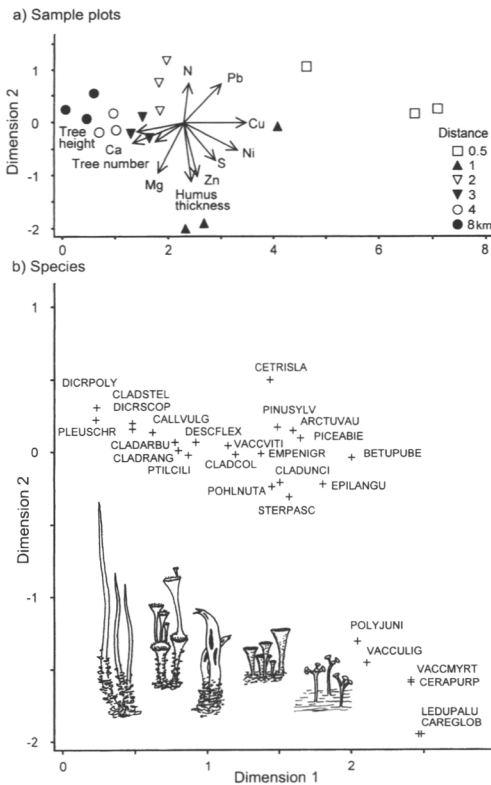 a) Sample plots
1
0
-1
-2
Dimension 2
N
Pb
Cu
Ni
S
Zn
Humus
thickness
Mg
Tree number
Ca
Tree
height
Distance
0.5
1
2
3
4
8km
0 2 4 6 7 8
b) Species
1
0
-1
-2
Dimension 2
CETRISLA
DICRPOLY
CLADSTEL
DICRSCOP
PINUSYLV
CALLVULG
ARCTUVAU
PLEUSCHR
DESCFLEX
PICEABIE
CLADARBU
VACCVITI
EMPENIGR
BETUPUBE
CLADRANG
CLADCOL
PTILCILI
CLADUNCI
POHLNUTA
EPILANGU
STERPASC
POLYJUNI
VACCULIG
VACCMYRT
CERAPURP
LEDUPALU
CAREGLOB
0 1 2
Dimension 1